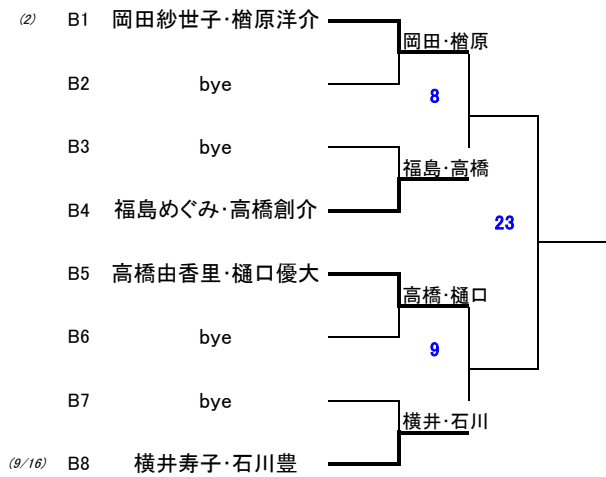 (2) B1 岡田紗世子・楢原洋介
岡田・楢原
B2 bye
8
B3 bye
福島・高橋
B4 福島めぐみ・高橋創介
23
B5 高橋由香里・樋口優大
高橋・樋口
B6 bye
9
B7 bye
横井・石川
(9/16) B8 横井寿子・石川豊